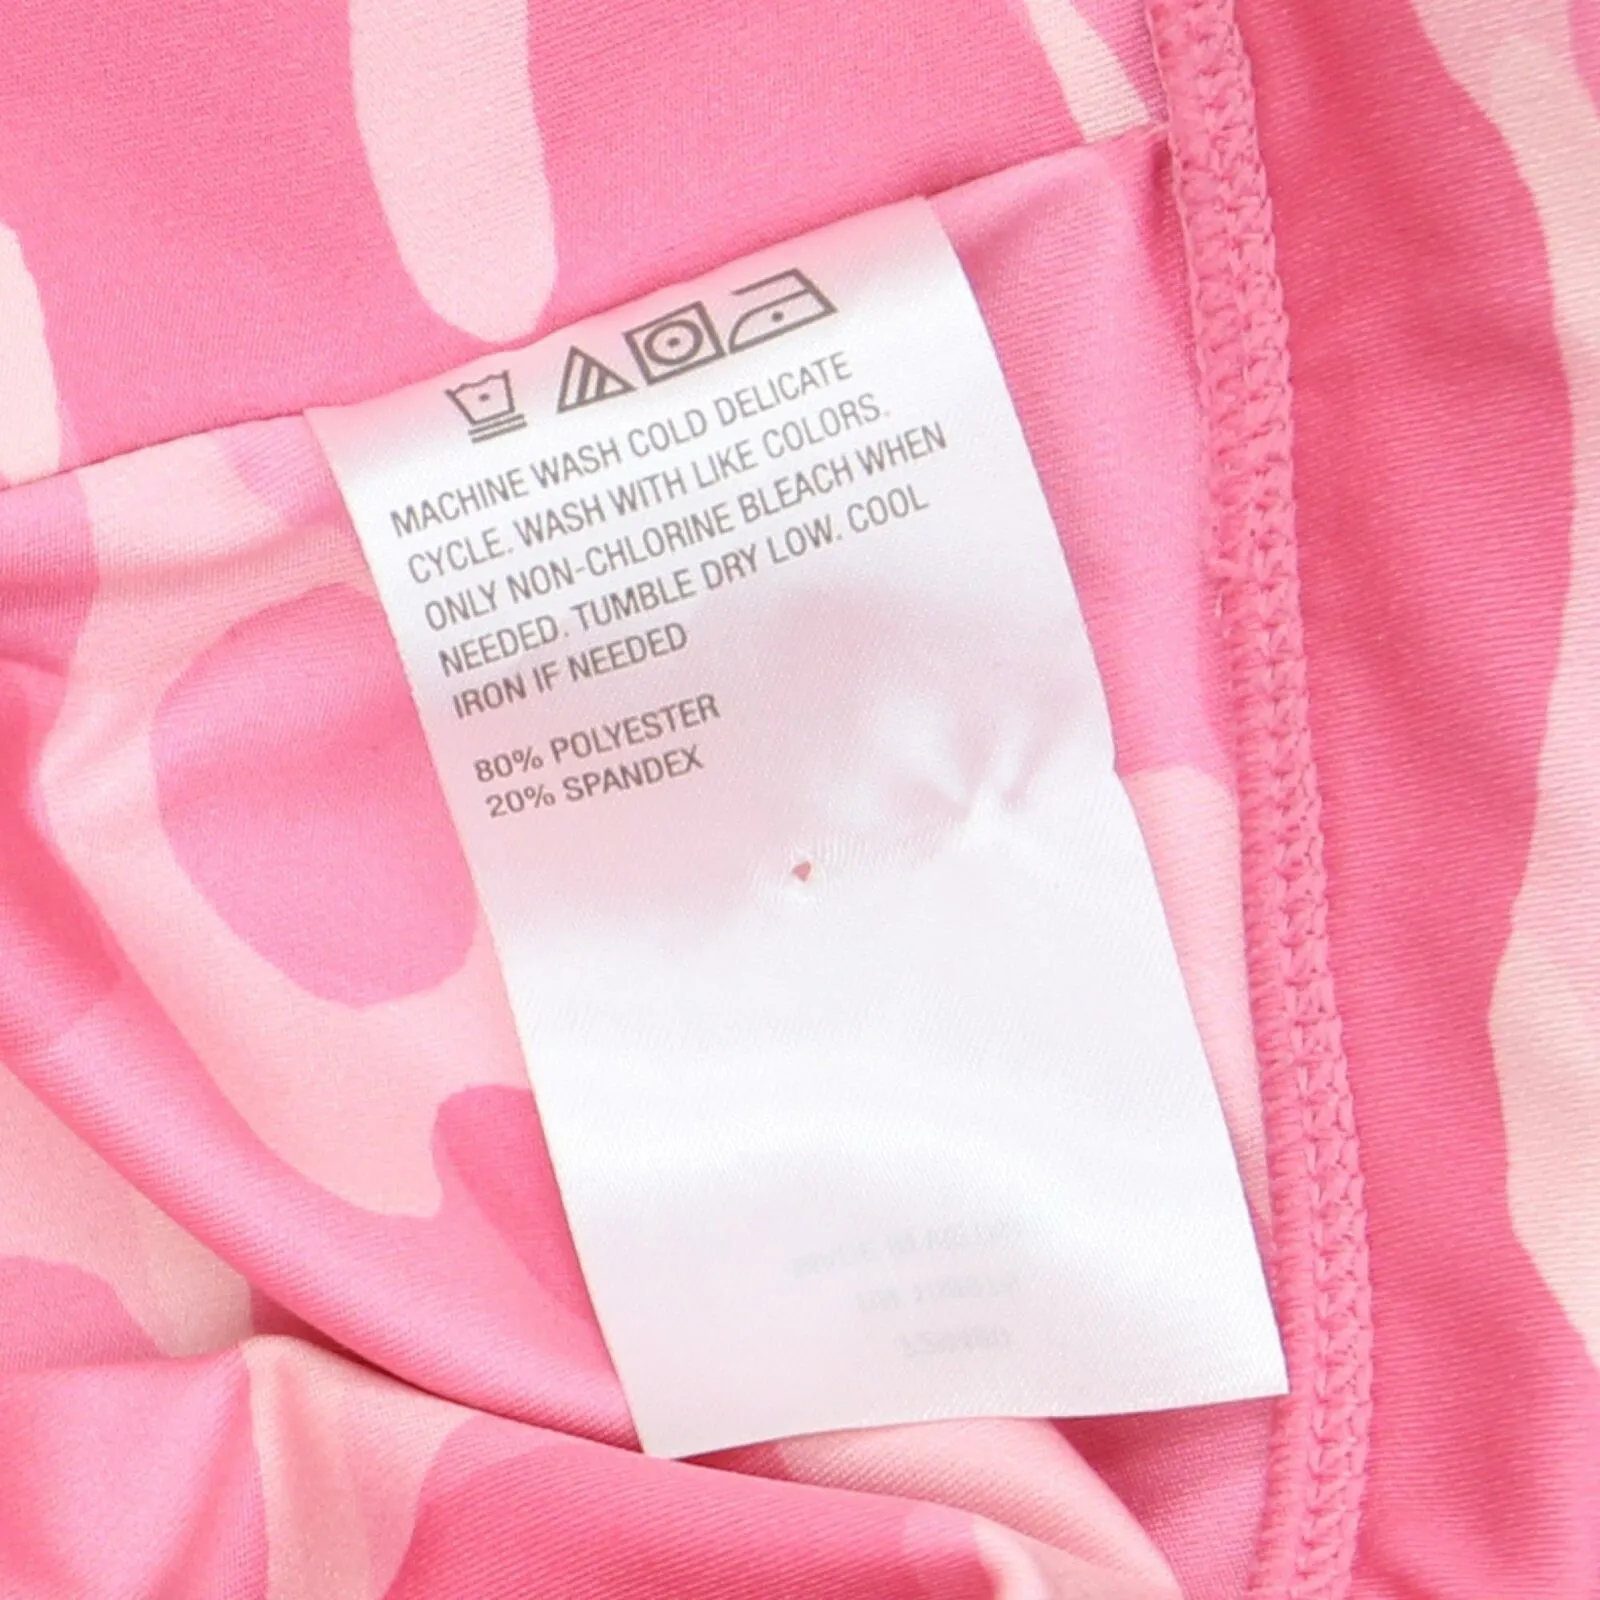 MACHINE WASH COLD DELICATE
CYCLE. WASH WITH LIKE COLORS.
ONLY NON-CHLORINE BLEACH WHEN
NEEDED. TUMBLE DRY LOW. COOL
IRON IF NEEDED
80% POLYESTER
20% SPANDEX